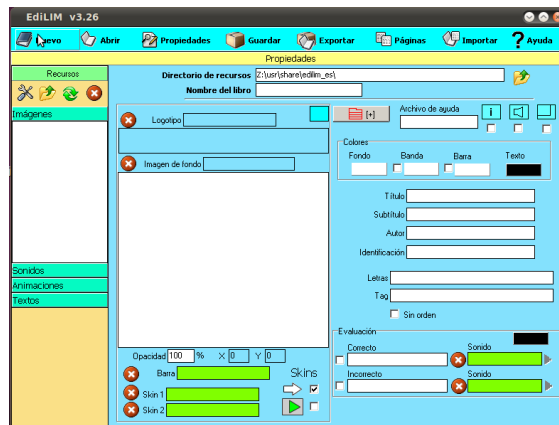 EdiLIM v3.26
Nuevo Abrir Propiedades Guardar Exportar Páginas Importar ? Ayuda
Propiedades
Recursos
Imágenes
Sonidos
Animaciones
Textos
Directorio de recursos Z:\usr\share\edilim_es\
Nombre del libro
Logotipo
Imagen de fondo
Opacidad 100 % X 0 Y 0
Barra Skins
Skin 1
Skin 2
[+] Archivo de ayuda i
Colores
Fondo Banda Barra Texto
Título
Subtítulo
Autor
Identificación
Letras
Tag
Sin orden
Evaluación
Correcto Sonido
Incorrecto Sonido